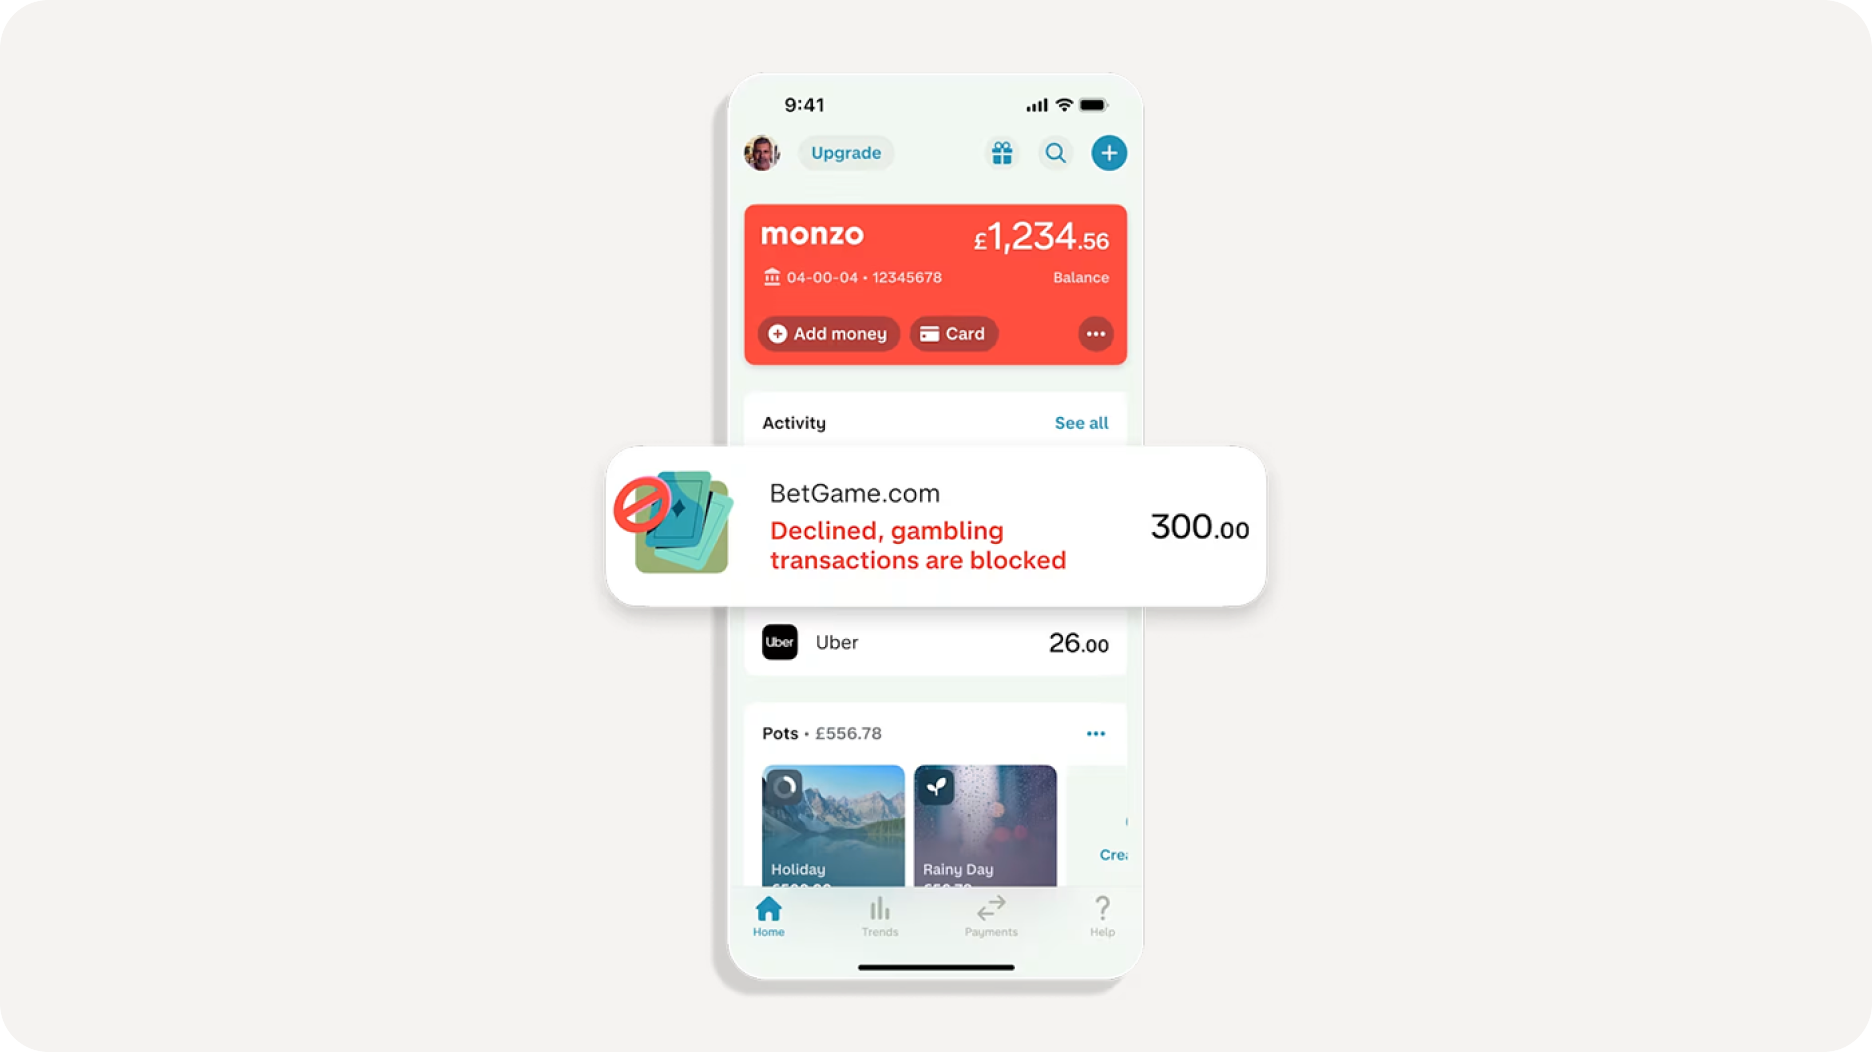 9:41
Upgrade
monzo
£1,234.56
04-00-04 • 12345678
Balance
Add money
Card
Activity
See all
BetGame.com
Declined, gambling
transactions are blocked
300.00
Uber
Uber
26.00
Pots • £556.78
Holiday
Rainy Day
Home
Trends
Payments
Help